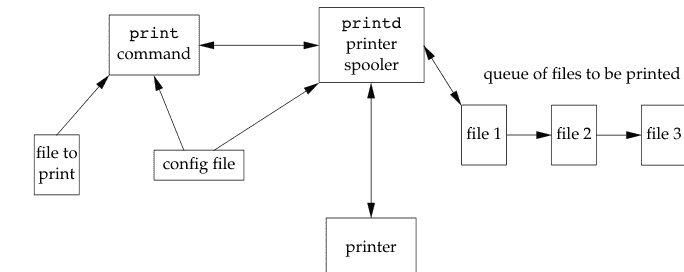 print
command
printd
printer
spooler
queue of files to be printed
file 1
file 2
file 3
file to
print
config file
printer